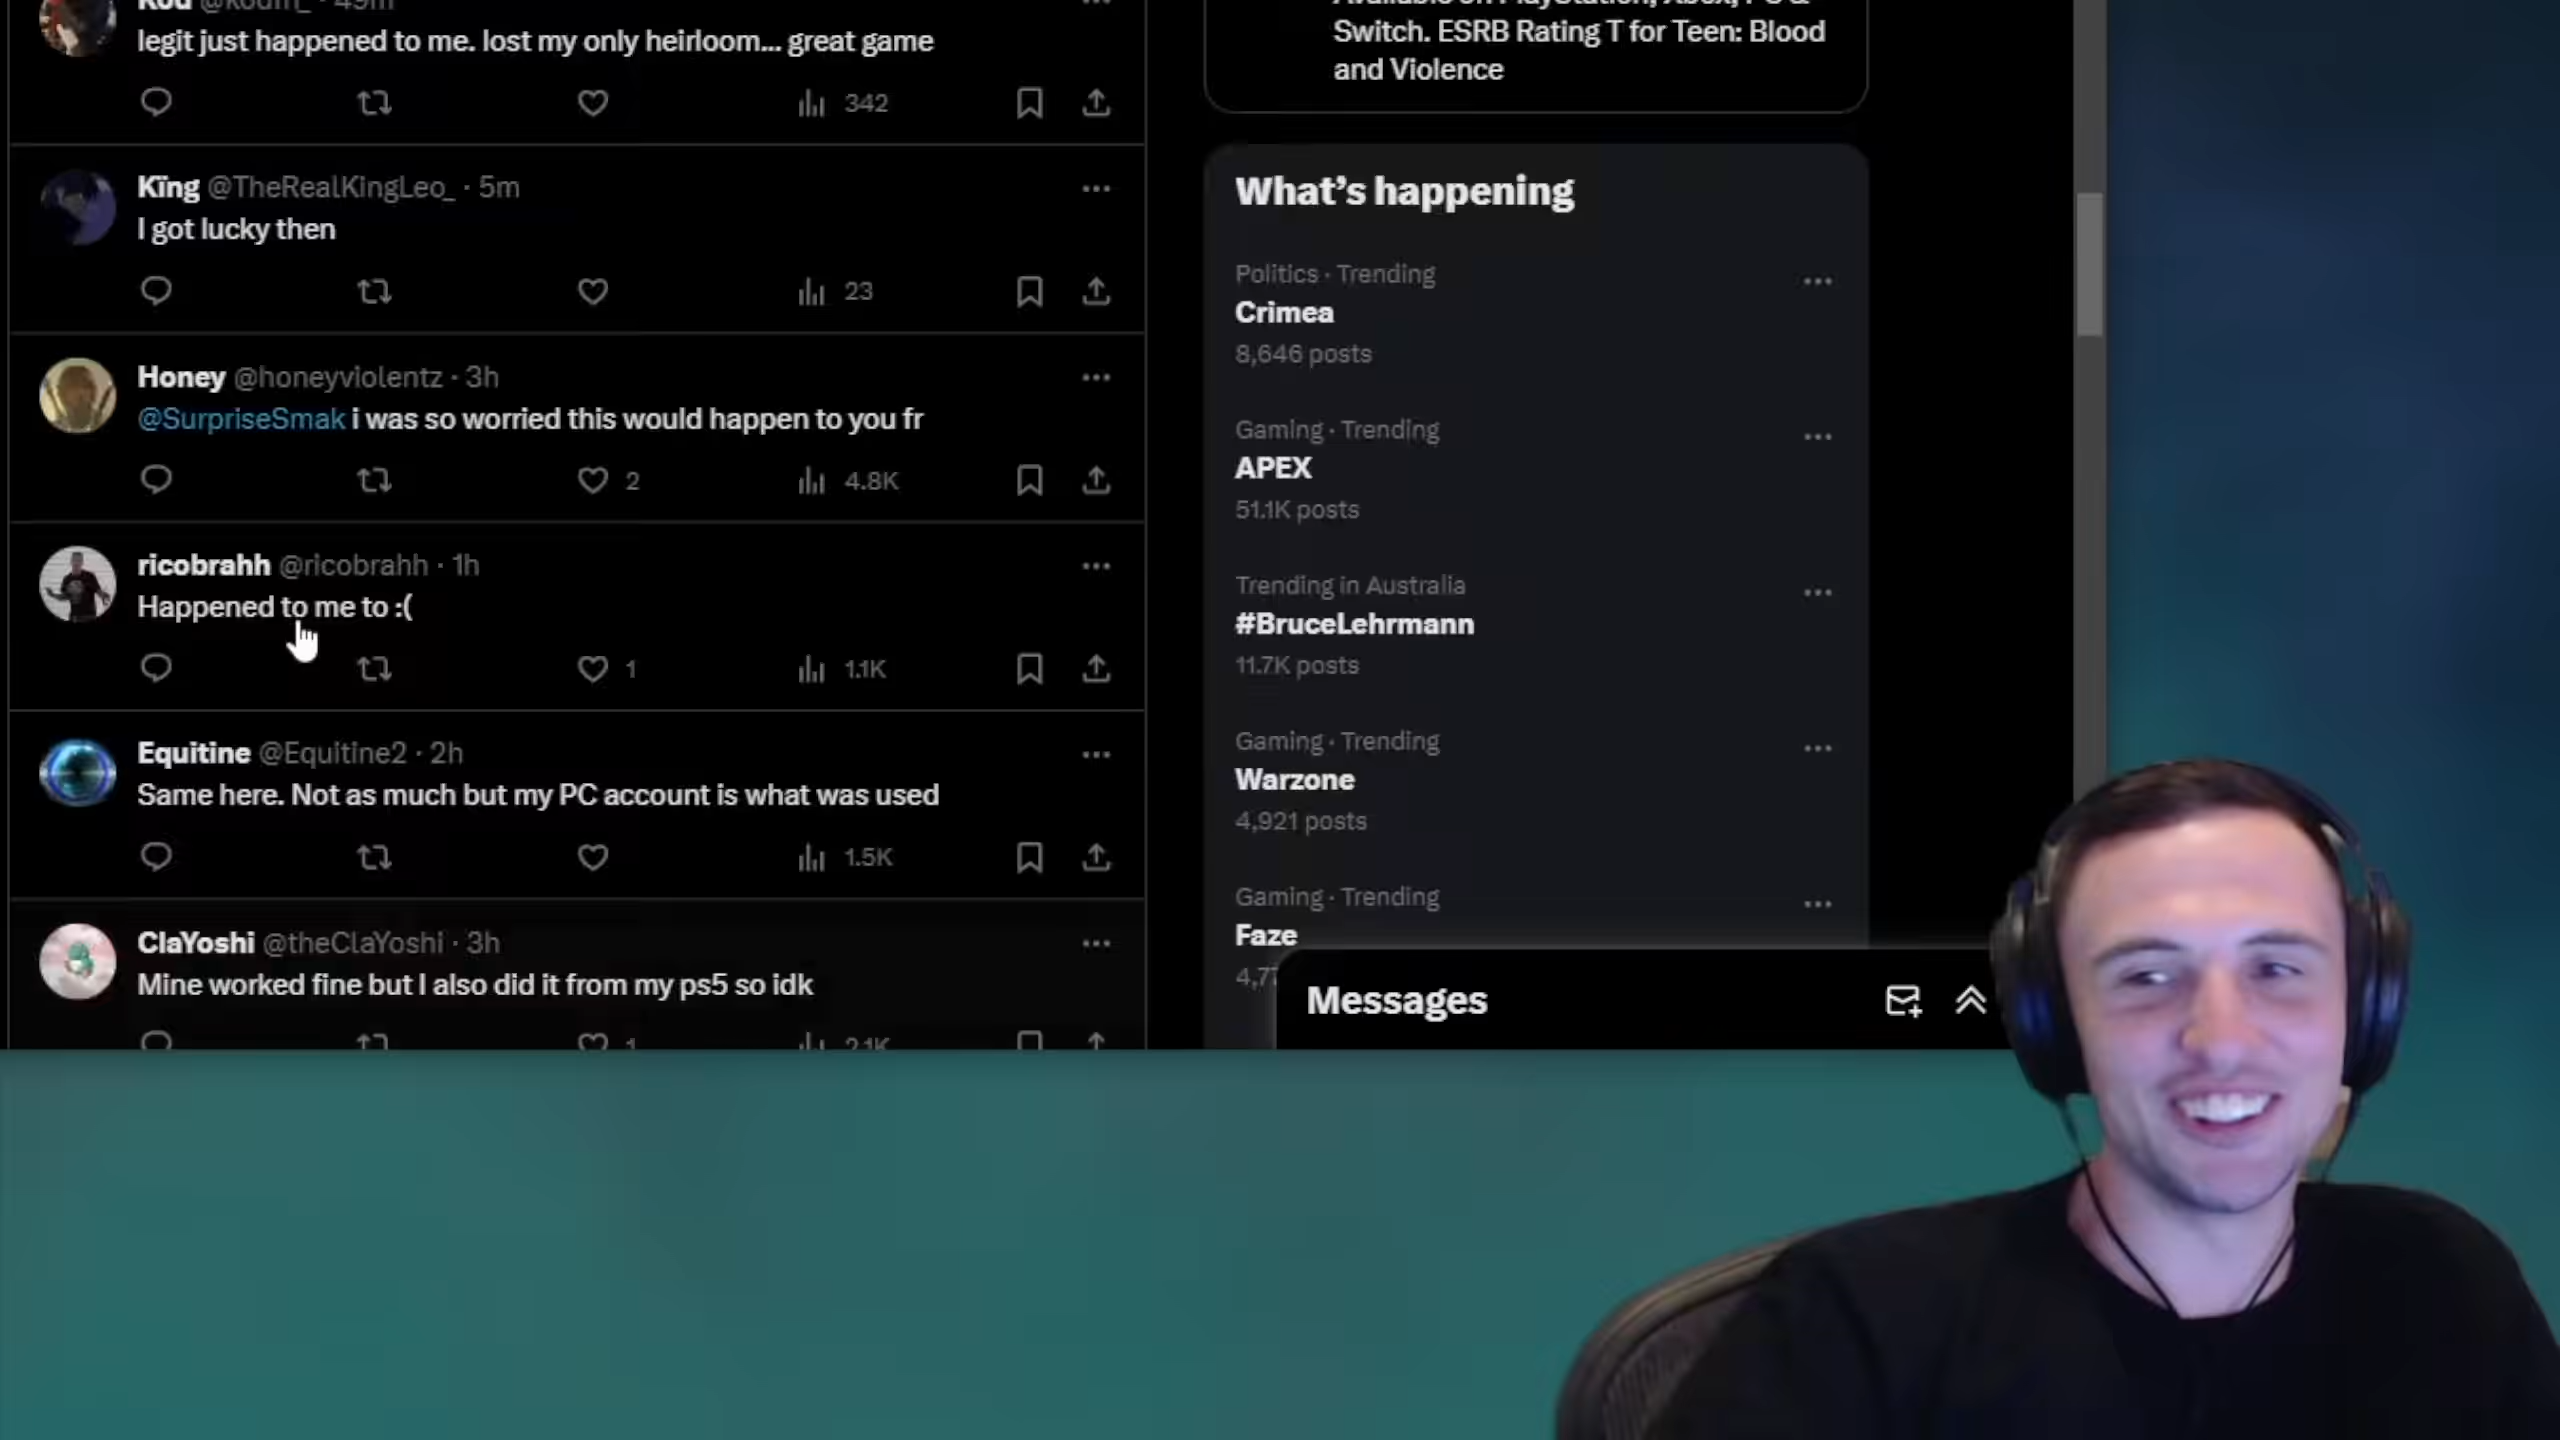 legit just happened to me. lost my only heirloom... great game
342
Kïng @TheRealKingLeo_ · 5m
I got lucky then
23
Honey @honeyviolentz · 3h
@SurpriseSmak i was so worried this would happen to you fr
2 4.8K
ricobrahh @ricobrahh · 1h
Happened to me to :(
1 1.1K
Equitine @Equitine2 · 2h
Same here. Not as much but my PC account is what was used
1.5K
ClaYoshi @theClaYoshi · 3h
Mine worked fine but I also did it from my ps5 so idk
1 2.1K
Switch. ESRB Rating T for Teen: Blood
and Violence
What's happening
Politics · Trending
Crimea
8,646 posts
Gaming · Trending
APEX
51.1K posts
Trending in Australia
#BruceLehrmann
11.7K posts
Gaming · Trending
Warzone
4,921 posts
Gaming · Trending
Faze
Messages